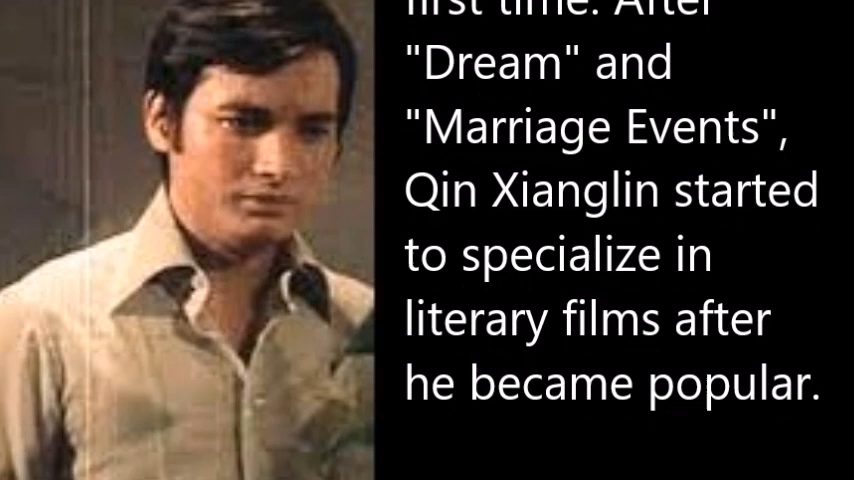 first time. After
"Dream" and
"Marriage Events",
Qin Xianglin started
to specialize in
literary films after
he became popular.